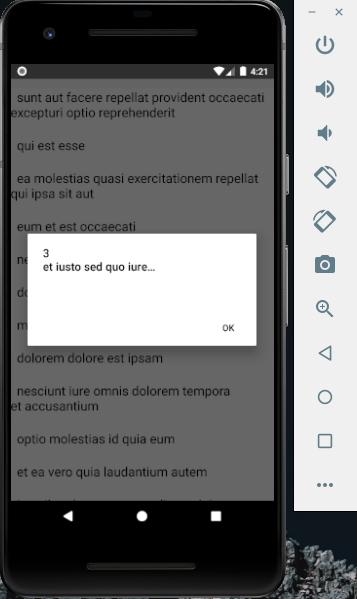 4:21
sunt aut facere repellat provident occaecati
excepturi optio reprehenderit
qui est esse
ea molestias quasi exercitationem repellat
qui ipsa sit aut
eum et est occaecati
ne
3
et iusto sed quo iure…
do
m
OK
dolorem dolore est ipsam
nesciunt iure omnis dolorem tempora
et accusantium
optio molestias id quia eum
et ea vero quia laudantium autem